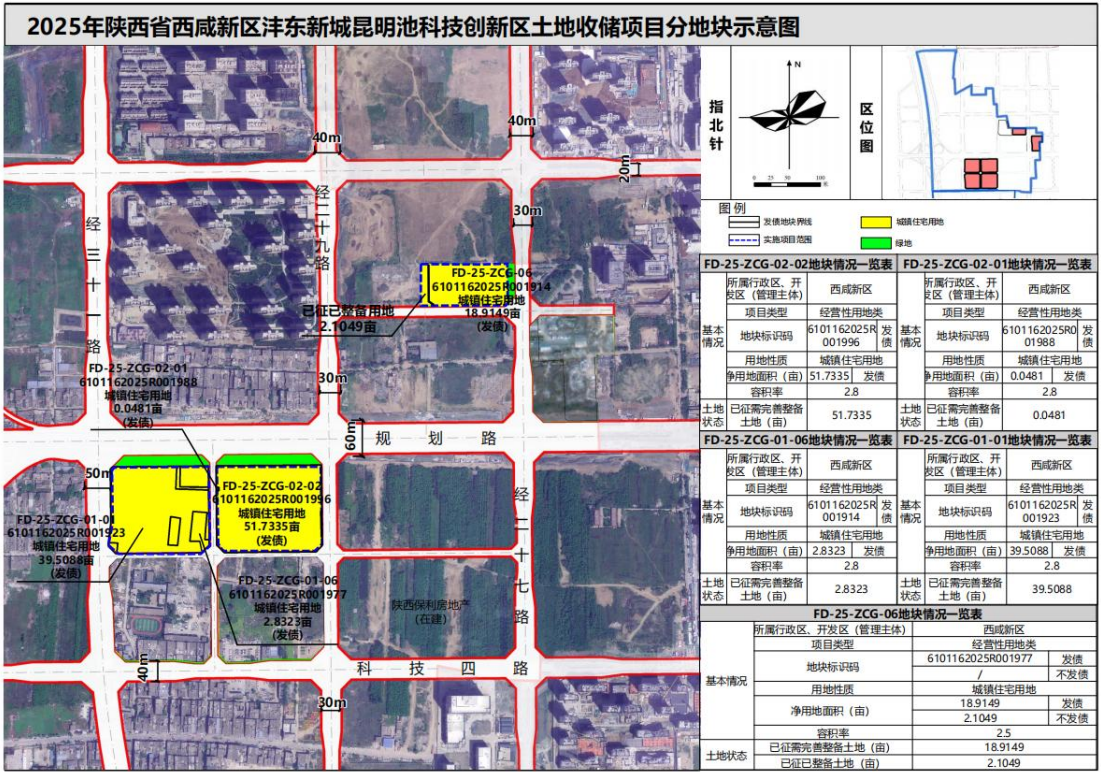 2025年陕西省西咸新区沣东新城昆明池科技创新区土地收储项目分地块示意图
40m
40m
20m
经二十九路
30m
经三十一路
FD-25-ZCG-06
6101162025R001914
城镇住宅用地
18.9149亩
(发债)
已征已整备用地
2.1049亩
FD-25-ZCG-02-01
6101162025R001988
城镇住宅用地
0.0481亩
(发债)
30m
60m
规划路
50m
FD-25-ZCG-02-02
6101162025R001996
城镇住宅用地
51.7335亩
(发债)
经二十七路
FD-25-ZCG-01-01
6101162025R001923
城镇住宅用地
39.5088亩
(发债)
FD-25-ZCG-01-06
6101162025R001977
城镇住宅用地
2.8323亩
(发债)
陕西保利房地产
(在建)
科技四路
40m
30m
指北针
N
0 25 50 100
米
区位图
图例
发债地块界线
城镇住宅用地
实施项目范围
绿地
FD-25-ZCG-02-02地块情况一览表
基本情况
所属行政区、开发区（管理主体） 西咸新区
项目类型 经营性用地类
地块标识码 6101162025R001996 发债
用地性质 城镇住宅用地
净用地面积（亩） 51.7335 发债
容积率 2.8
土地状态 已征需完善整备土地（亩） 51.7335
FD-25-ZCG-02-01地块情况一览表
基本情况
所属行政区、开发区（管理主体） 西咸新区
项目类型 经营性用地类
地块标识码 6101162025R001988 发债
用地性质 城镇住宅用地
净用地面积（亩） 0.0481 发债
容积率 2.8
土地状态 已征需完善整备土地（亩） 0.0481
FD-25-ZCG-01-06地块情况一览表
基本情况
所属行政区、开发区（管理主体） 西咸新区
项目类型 经营性用地类
地块标识码 6101162025R001914 发债
用地性质 城镇住宅用地
净用地面积（亩） 2.8323 发债
容积率 2.8
土地状态 已征需完善整备土地（亩） 2.8323
FD-25-ZCG-01-01地块情况一览表
基本情况
所属行政区、开发区（管理主体） 西咸新区
项目类型 经营性用地类
地块标识码 6101162025R001923 发债
用地性质 城镇住宅用地
净用地面积（亩） 39.5088 发债
容积率 2.8
土地状态 已征需完善整备土地（亩） 39.5088
FD-25-ZCG-06地块情况一览表
基本情况
所属行政区、开发区（管理主体） 西咸新区
项目类型 经营性用地类
地块标识码 6101162025R001977 发债
/ 不发债
用地性质 城镇住宅用地
净用地面积（亩） 18.9149 发债
2.1049 不发债
容积率 2.5
土地状态 已征需完善整备土地（亩） 18.9149
已征已整备土地（亩） 2.1049